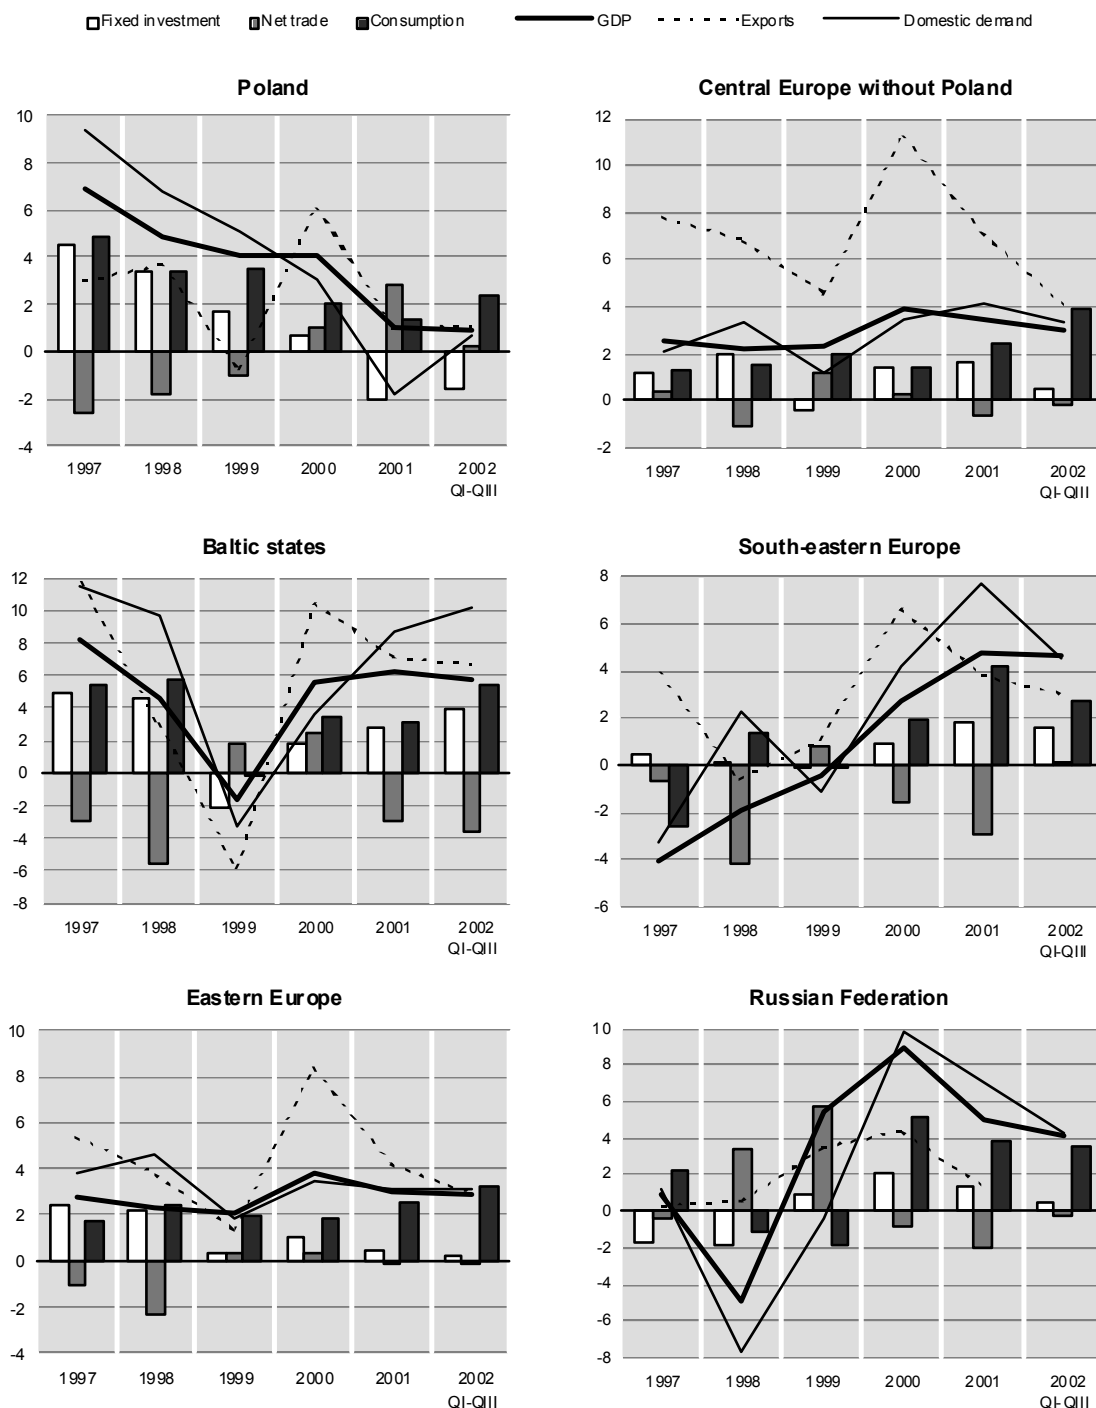 Fixed investment Net trade Consumption GDP Exports Domestic demand
Poland
10
8
6
4
2
0
-2
-4
1997 1998 1999 2000 2001 2002
QI-QIII
Central Europe without Poland
12
10
8
6
4
2
0
-2
1997 1998 1999 2000 2001 2002
QI-QIII
Baltic states
12
10
8
6
4
2
0
-2
-4
-6
-8
1997 1998 1999 2000 2001 2002
QI-QIII
South-eastern Europe
8
6
4
2
0
-2
-4
-6
1997 1998 1999 2000 2001 2002
QI-QIII
Eastern Europe
10
8
6
4
2
0
-2
-4
1997 1998 1999 2000 2001 2002
QI-QIII
Russian Federation
10
8
6
4
2
0
-2
-4
-6
-8
1997 1998 1999 2000 2001 2002
QI-QIII